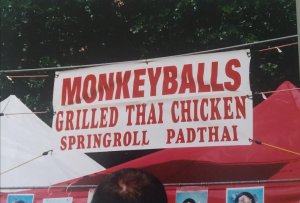 MONKEYBALLS
GRILLED THAI CHICKEN
SPRINGROLL PADTHAI